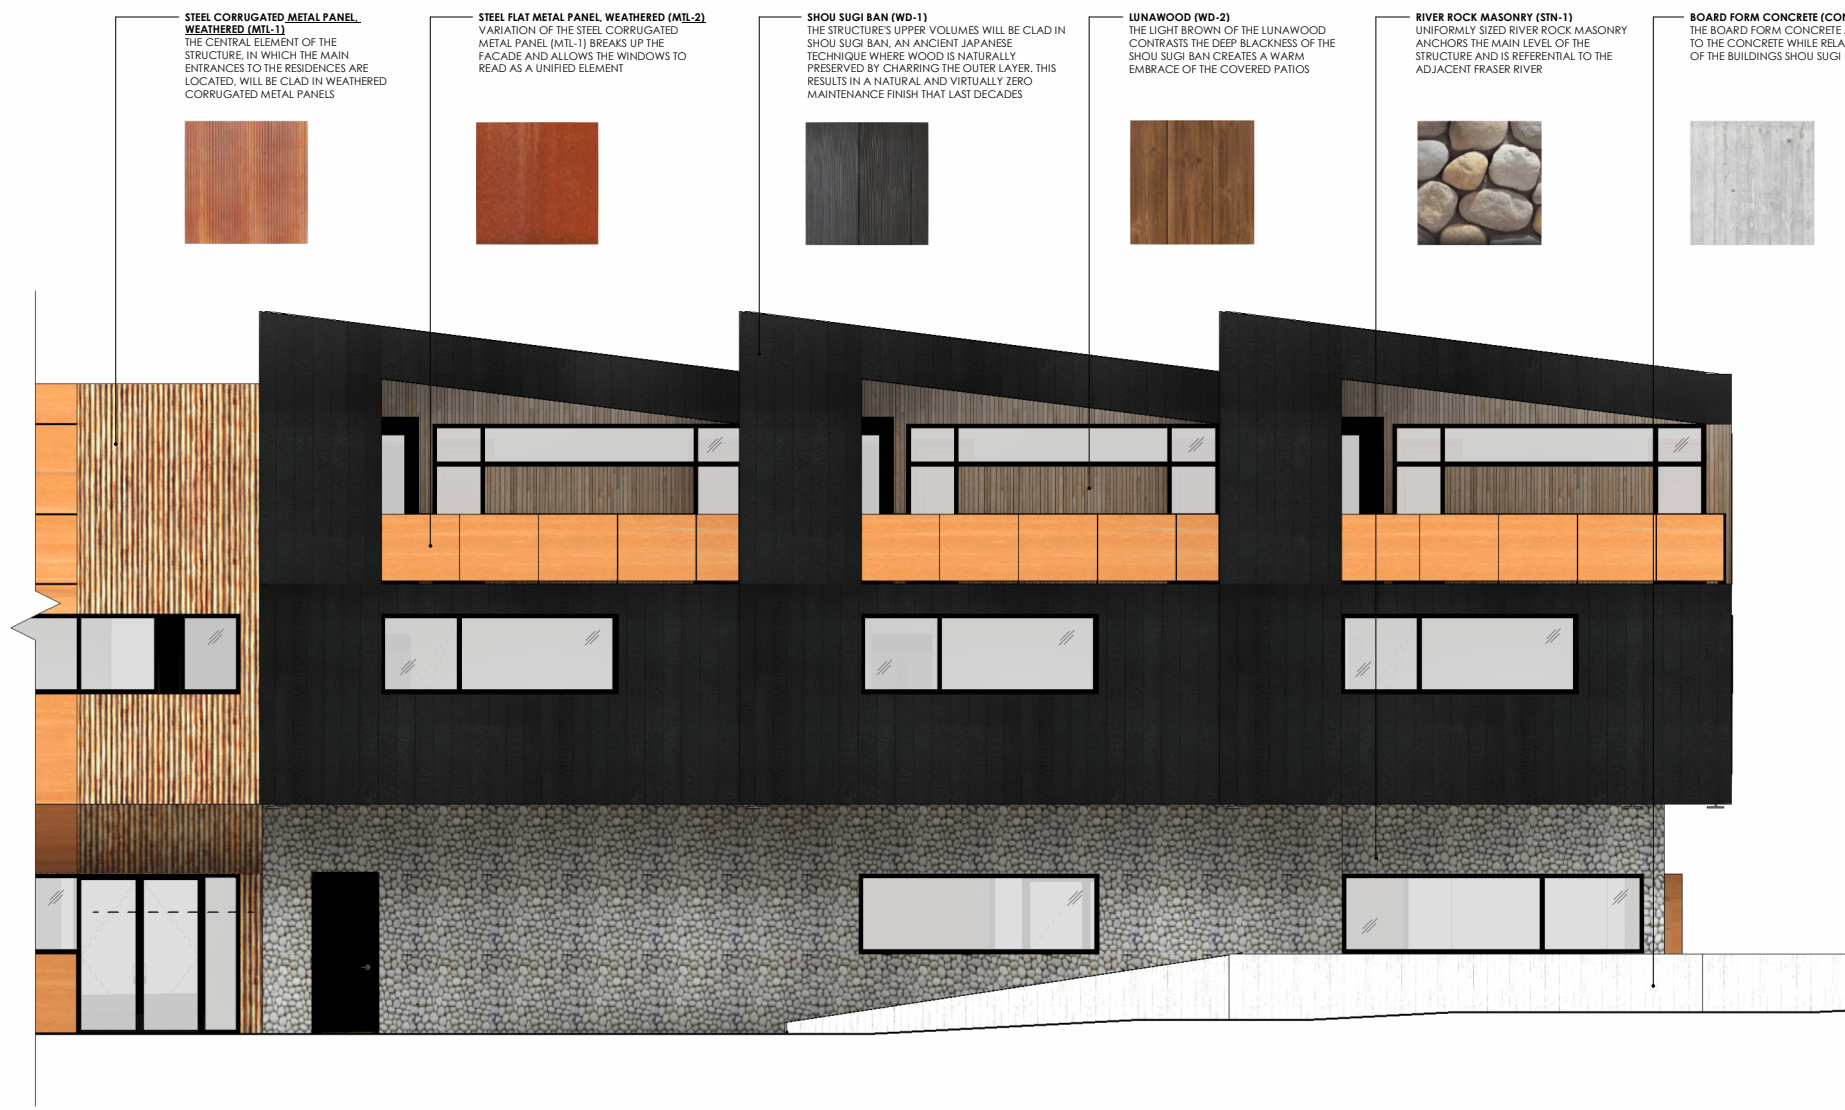 STEEL CORRUGATED METAL PANEL,
WEATHERED (MTL-1)
THE CENTRAL ELEMENT OF THE
STRUCTURE, IN WHICH THE MAIN
ENTRANCES TO THE RESIDENCES ARE
LOCATED, WILL BE CLAD IN WEATHERED
CORRUGATED METAL PANELS
STEEL FLAT METAL PANEL, WEATHERED (MTL-2)
VARIATION OF THE STEEL CORRUGATED
METAL PANEL (MTL-1) BREAKS UP THE
FACADE AND ALLOWS THE WINDOWS TO
READ AS A UNIFIED ELEMENT
SHOU SUGI BAN (WD-1)
THE STRUCTURE'S UPPER VOLUMES WILL BE CLAD IN
SHOU SUGI BAN, AN ANCIENT JAPANESE
TECHNIQUE WHERE WOOD IS NATURALLY
PRESERVED BY CHARRING THE OUTER LAYER. THIS
RESULTS IN A NATURAL AND VIRTUALLY ZERO
MAINTENANCE FINISH THAT LAST DECADES
LUNAWOOD (WD-2)
THE LIGHT BROWN OF THE LUNAWOOD
CONTRASTS THE DEEP BLACKNESS OF THE
SHOU SUGI BAN CREATES A WARM
EMBRACE OF THE COVERED PATIOS
RIVER ROCK MASONRY (STN-1)
UNIFORMLY SIZED RIVER ROCK MASONRY
ANCHORS THE MAIN LEVEL OF THE
STRUCTURE AND IS REFERENTIAL TO THE
ADJACENT FRASER RIVER
BOARD FORM CONCRETE (CON
THE BOARD FORM CONCRETE
TO THE CONCRETE WHILE RELA
OF THE BUILDINGS SHOU SUGI